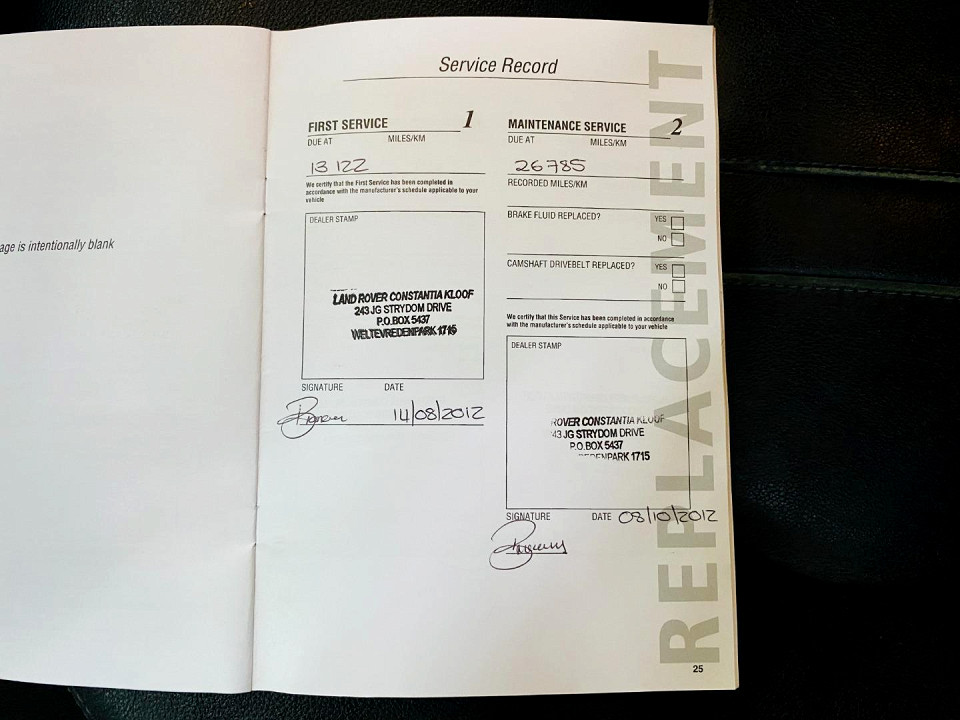 age is intentionally blank
Service Record
FIRST SERVICE 1
DUE AT MILES/KM
13 122
We certify that the First Service has been completed in
accordance with the manufacturer's schedule applicable to your
vehicle
DEALER STAMP
LAND ROVER CONSTANTIA KLOOF
243 JG STRYDOM DRIVE
P.O.BOX 5437
WELTEVREDENPARK 1715
SIGNATURE DATE
14/08/2012
MAINTENANCE SERVICE 2
DUE AT MILES/KM
26785
RECORDED MILES/KM
BRAKE FLUID REPLACED? YES
NO
CAMSHAFT DRIVEBELT REPLACED? YES
NO
We certify that this Service has been completed in accordance
with the manufacturer's schedule applicable to your vehicle
DEALER STAMP
ROVER CONSTANTIA KLOOF
43 JG STRYDOM DRIVE
P.O.BOX 5437
EDENPARK 1715
SIGNATURE DATE 08/10/2012
REPLACEMENT
25